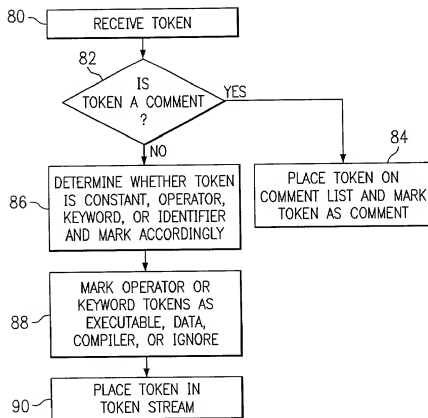 80
RECEIVE TOKEN
82
IS
TOKEN A COMMENT
?
YES
NO
84
PLACE TOKEN ON
COMMENT LIST AND MARK
TOKEN AS COMMENT
86
DETERMINE WHETHER TOKEN
IS CONSTANT, OPERATOR,
KEYWORD, OR IDENTIFIER
AND MARK ACCORDINGLY
88
MARK OPERATOR OR
KEYWORD TOKENS AS
EXECUTABLE, DATA,
COMPILER, OR IGNORE
90
PLACE TOKEN IN
TOKEN STREAM